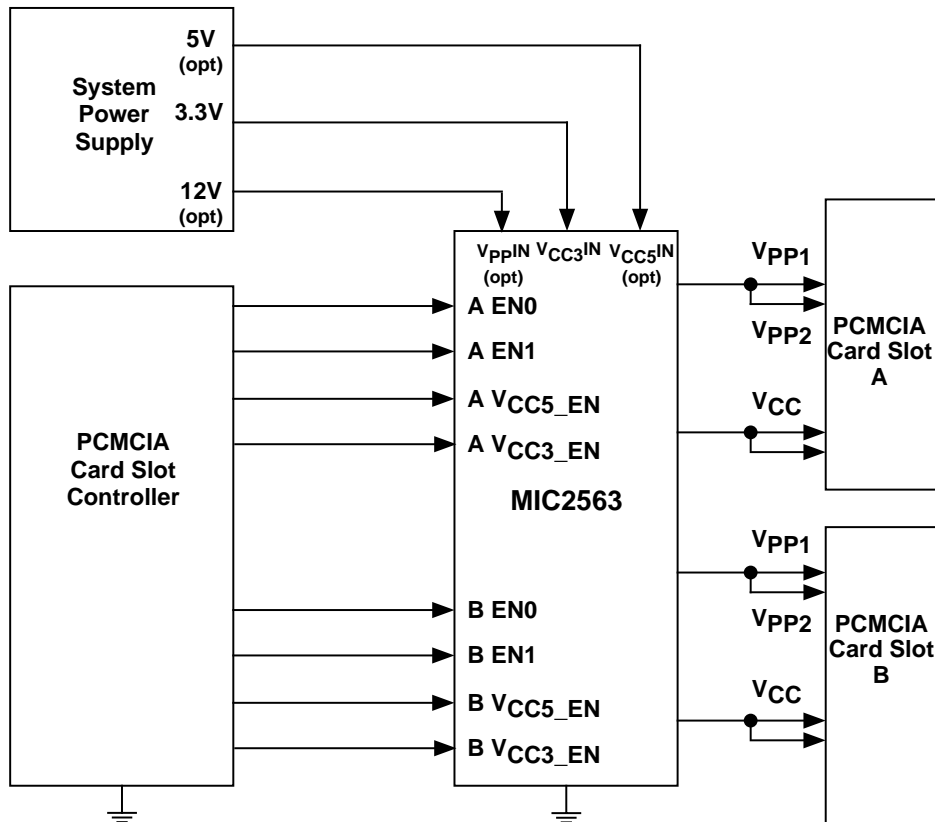 5V
(opt)
System
Power
Supply
3.3V
12V
(opt)
VPPIN
(opt)
VCC3IN
VCC5IN
(opt)
PCMCIA
Card Slot
Controller
A EN0
A EN1
A VCC5_EN
A VCC3_EN
MIC2563
B EN0
B EN1
B VCC5_EN
B VCC3_EN
VPP1
VPP2
VCC
PCMCIA
Card Slot
A
VPP1
VPP2
VCC
PCMCIA
Card Slot
B